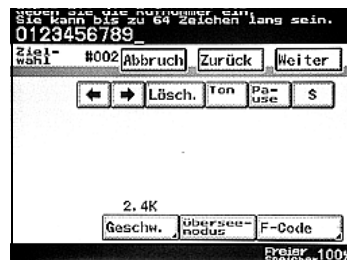 Geben Sie die Rufnummer ein.
Sie kann bis zu 64 Zeichen lang sein.
0123456789_
Ziel-
wahl #002 Abbruch Zurück Weiter
← → Lösch. Ton Pa-
use $
2.4K
Geschw. Übersee-
modus F-Code
Freier
Speicher 100%